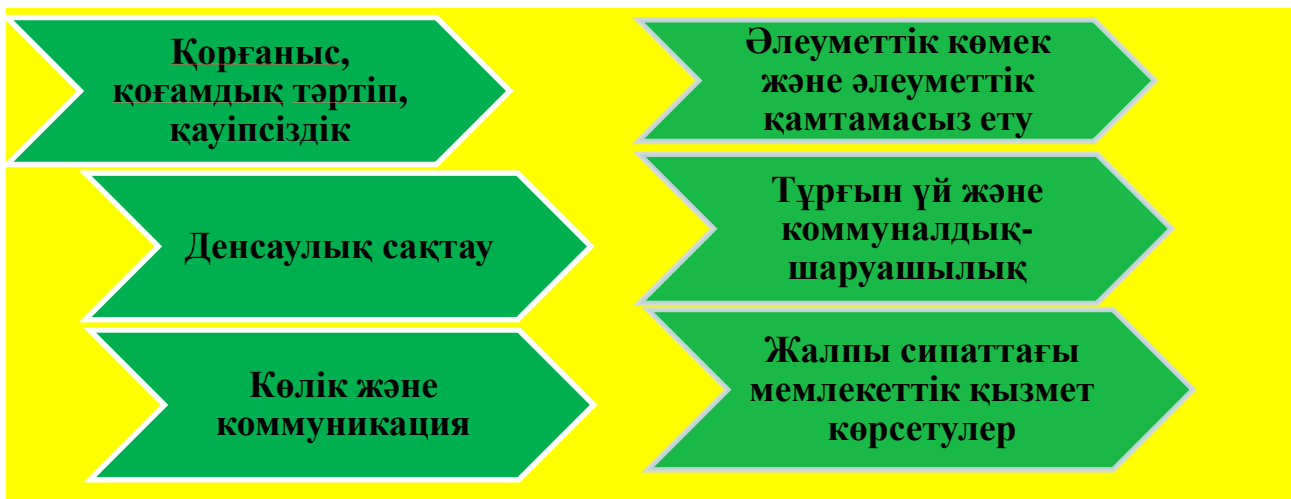 Қорғаныс,
қоғамдық тәртіп,
қауіпсіздік
Денсаулық сақтау
Көлік және
коммуникация
Әлеуметтік көмек
және әлеуметтік
қамтамасыз ету
Тұрғын үй және
коммуналдық-
шаруашылық
Жалпы сипаттағы
мемлекеттік қызмет
көрсетулер